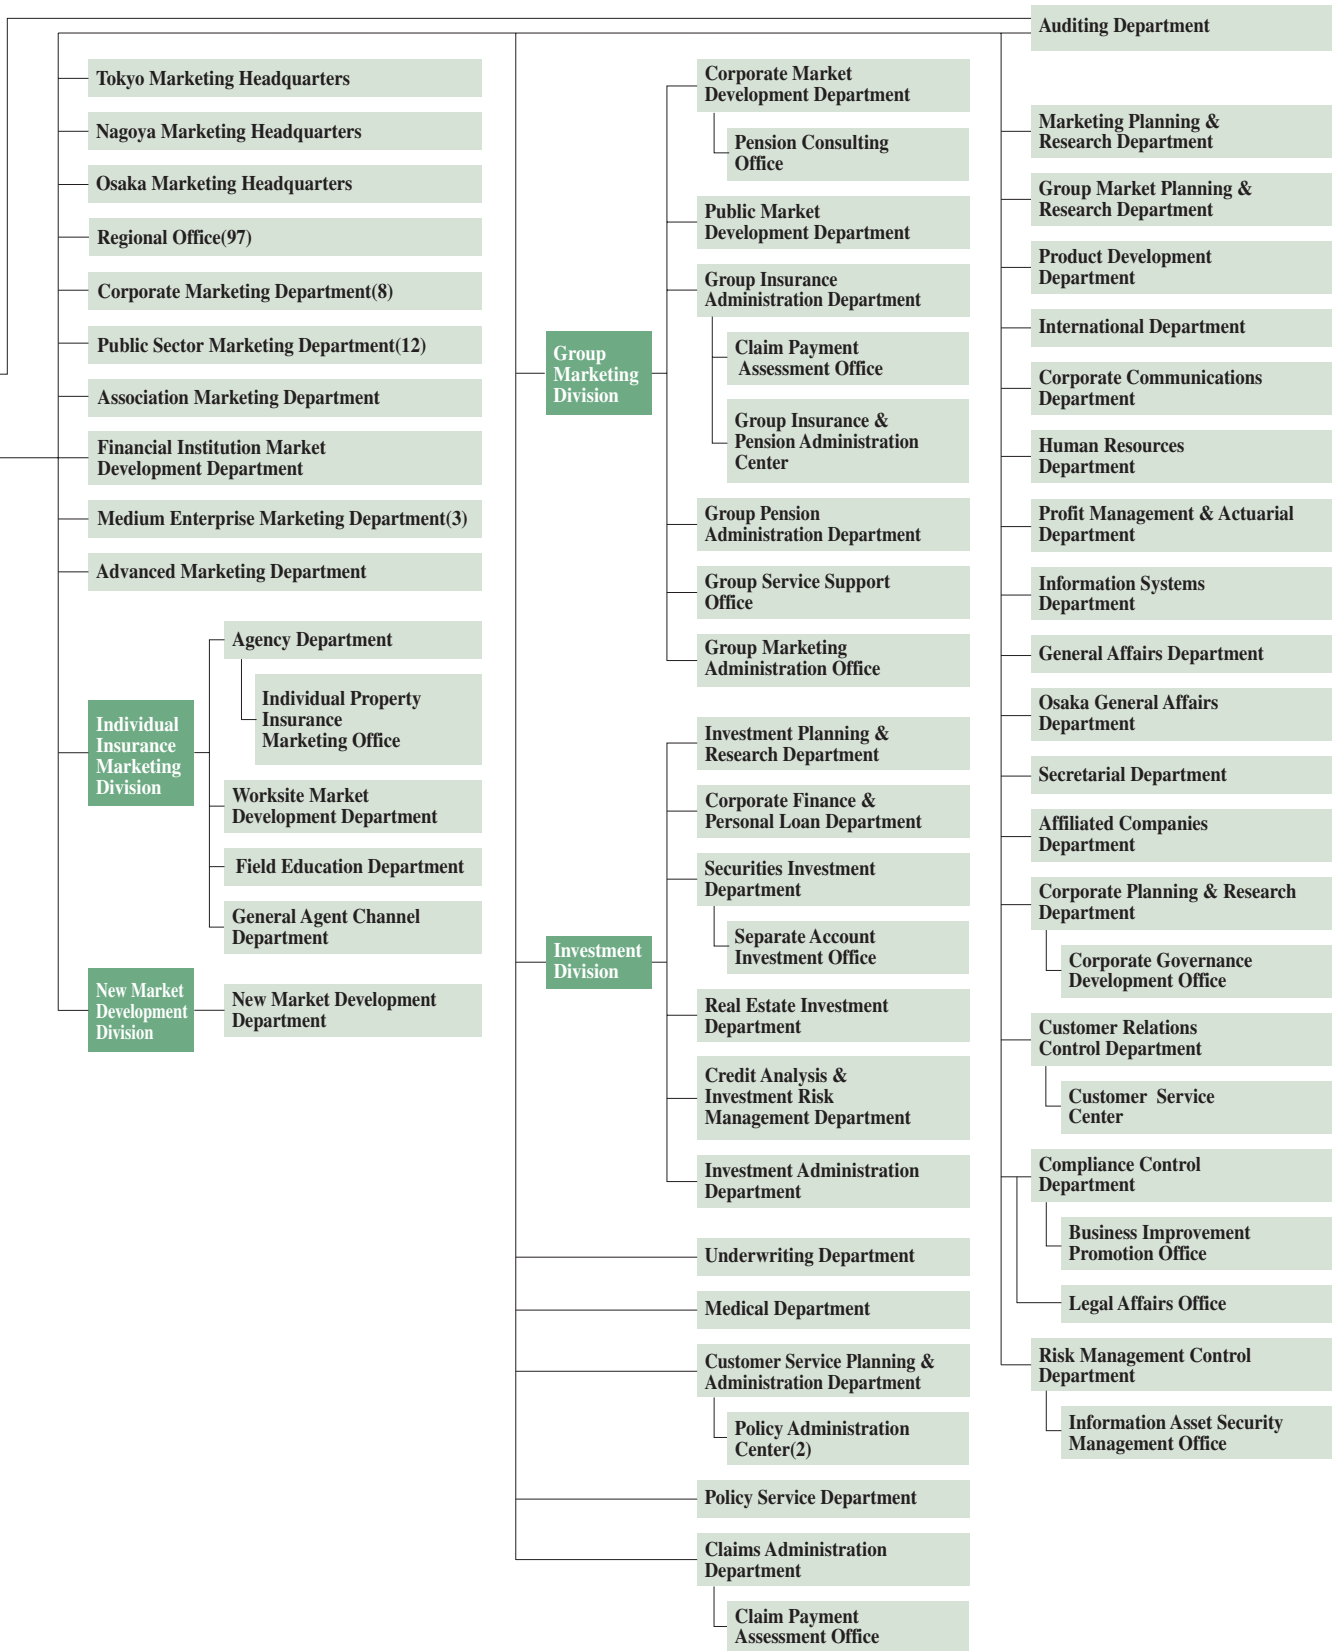 Auditing Department
Tokyo Marketing Headquarters
Nagoya Marketing Headquarters
Osaka Marketing Headquarters
Regional Office(97)
Corporate Marketing Department(8)
Public Sector Marketing Department(12)
Association Marketing Department
Financial Institution Market
Development Department
Medium Enterprise Marketing Department(3)
Advanced Marketing Department
Individual
Insurance
Marketing
Division
Agency Department
Individual Property
Insurance
Marketing Office
Worksite Market
Development Department
Field Education Department
General Agent Channel
Department
New Market
Development
Division
New Market Development
Department
Group
Marketing
Division
Corporate Market
Development Department
Pension Consulting
Office
Public Market
Development Department
Group Insurance
Administration Department
Claim Payment
Assessment Office
Group Insurance &
Pension Administration
Center
Group Pension
Administration Department
Group Service Support
Office
Group Marketing
Administration Office
Investment
Division
Investment Planning &
Research Department
Corporate Finance &
Personal Loan Department
Securities Investment
Department
Separate Account
Investment Office
Real Estate Investment
Department
Credit Analysis &
Investment Risk
Management Department
Investment Administration
Department
Underwriting Department
Medical Department
Customer Service Planning &
Administration Department
Policy Administration
Center(2)
Policy Service Department
Claims Administration
Department
Claim Payment
Assessment Office
Marketing Planning &
Research Department
Group Market Planning &
Research Department
Product Development
Department
International Department
Corporate Communications
Department
Human Resources
Department
Profit Management & Actuarial
Department
Information Systems
Department
General Affairs Department
Osaka General Affairs
Department
Secretarial Department
Affiliated Companies
Department
Corporate Planning & Research
Department
Corporate Governance
Development Office
Customer Relations
Control Department
Customer Service
Center
Compliance Control
Department
Business Improvement
Promotion Office
Legal Affairs Office
Risk Management Control
Department
Information Asset Security
Management Office